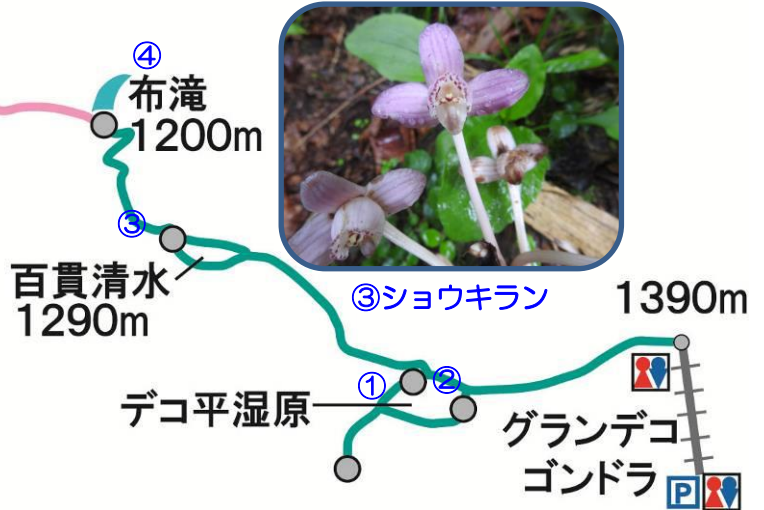 ④
布滝
1200m
③
百貫清水
1290m
③ショウキラン
1390m
①
②
デコ平湿原
グランデコ
ゴンドラ
P